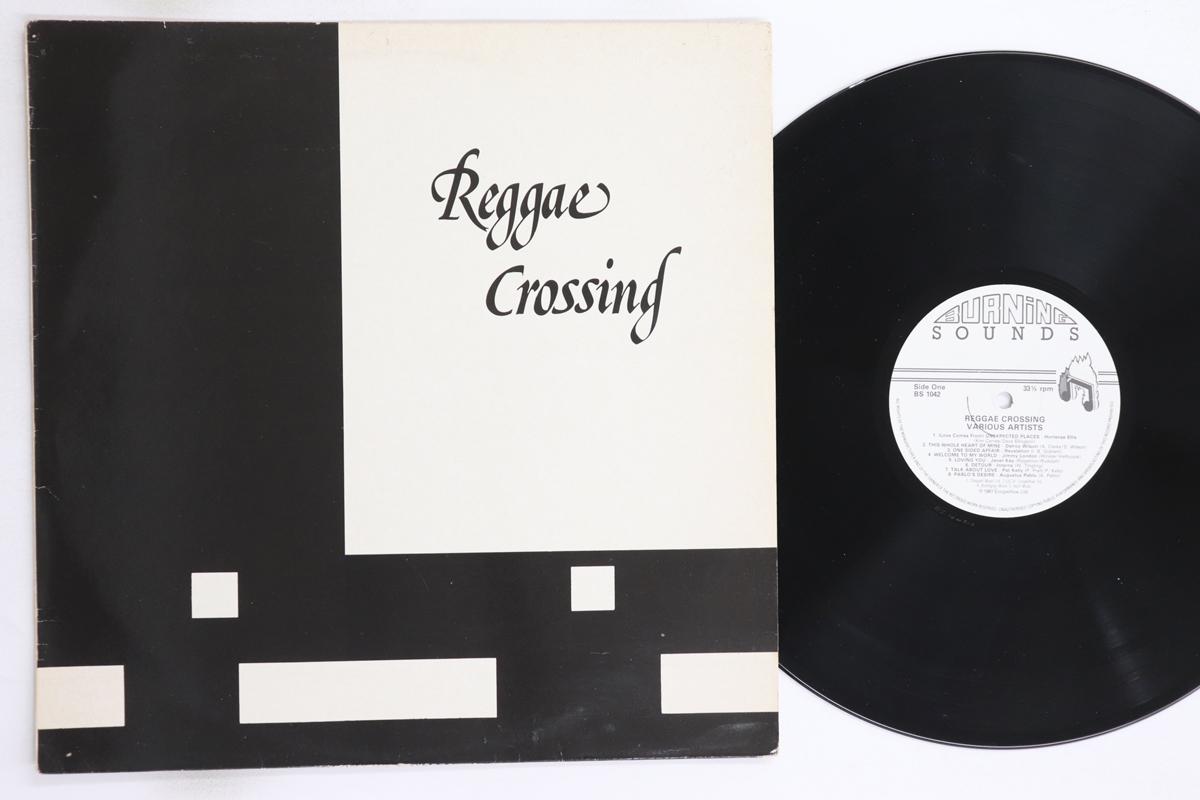 Reggae
Crossing
BURNING
SOUNDS
Side One
BS 1042
33⅓ rpm
REGGAE CROSSING
VARIOUS ARTISTS
1. (Love Comes From) UNEXPECTED PLACES - Hortense Ellis
2. THIS WHOLE HEART OF MINE - Delroy Wilson
3. ONE SIDED AFFAIR - Revelation
4. WELCOME TO MY WORLD - Jimmy London
5. LOVING YOU - Janet Kay
6. DETOUR - Interns
7. TALK ABOUT LOVE - Pat Kelly (P. Kelly)
8. PABLO'S DESIRE - Augustus Pablo (A. Pablo)